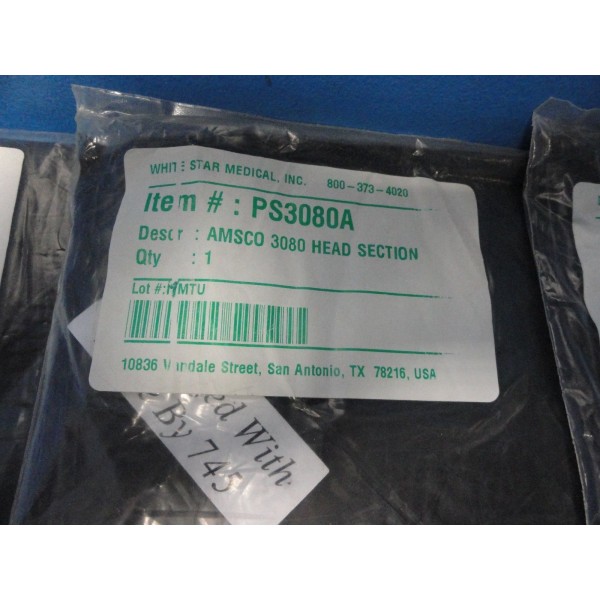 WHITE STAR MEDICAL, INC. 800-373-4020
Item # : PS3080A
Descr : AMSCO 3080 HEAD SECTION
Qty : 1
Lot #: MTU
10836 Vandale Street, San Antonio, TX 78216, USA
With
By 745